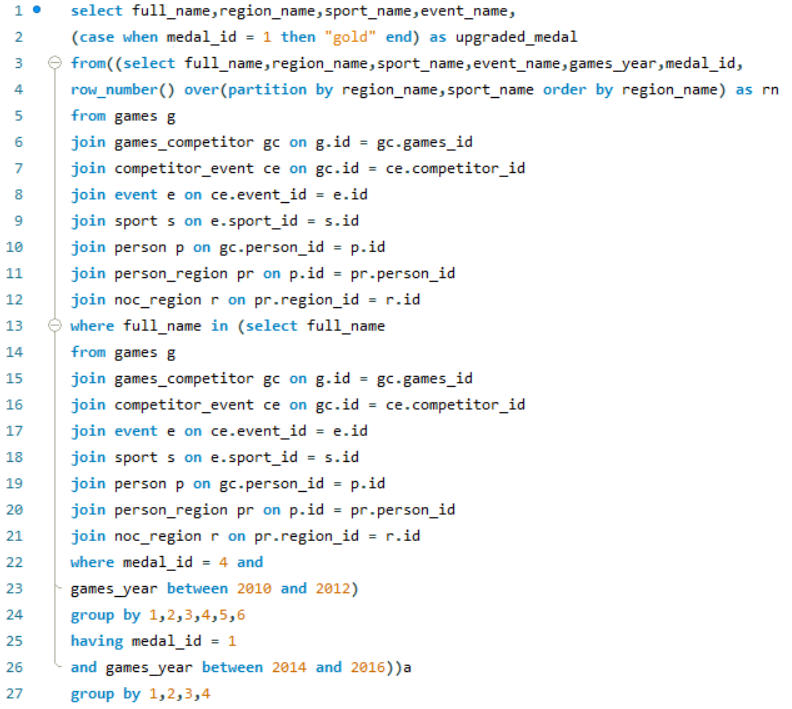 1 select full_name,region_name,sport_name,event_name,
2 (case when medal_id = 1 then "gold" end) as upgraded_medal
3 from((select full_name,region_name,sport_name,event_name,games_year,medal_id,
4 row_number() over(partition by region_name,sport_name order by region_name) as rn
5 from games g
6 join games_competitor gc on g.id = gc.games_id
7 join competitor_event ce on gc.id = ce.competitor_id
8 join event e on ce.event_id = e.id
9 join sport s on e.sport_id = s.id
10 join person p on gc.person_id = p.id
11 join person_region pr on p.id = pr.person_id
12 join noc_region r on pr.region_id = r.id
13 where full_name in (select full_name
14 from games g
15 join games_competitor gc on g.id = gc.games_id
16 join competitor_event ce on gc.id = ce.competitor_id
17 join event e on ce.event_id = e.id
18 join sport s on e.sport_id = s.id
19 join person p on gc.person_id = p.id
20 join person_region pr on p.id = pr.person_id
21 join noc_region r on pr.region_id = r.id
22 where medal_id = 4 and
23 games_year between 2010 and 2012)
24 group by 1,2,3,4,5,6
25 having medal_id = 1
26 and games_year between 2014 and 2016))a
27 group by 1,2,3,4